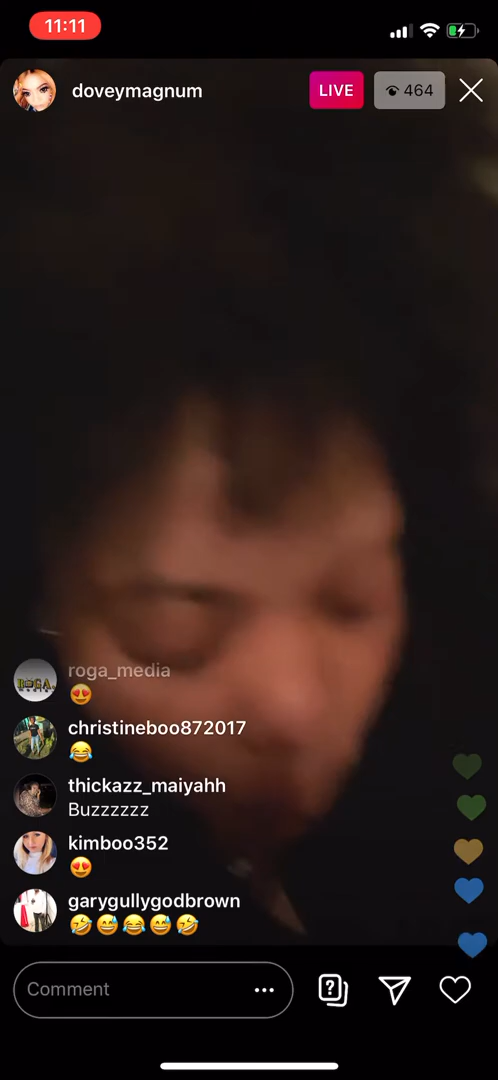 11:11
doveymagnum
LIVE
464
roga_media
christineboo872017
thickazz_maiyahh
Buzzzzzz
kimboo352
garygullygodbrown
Comment